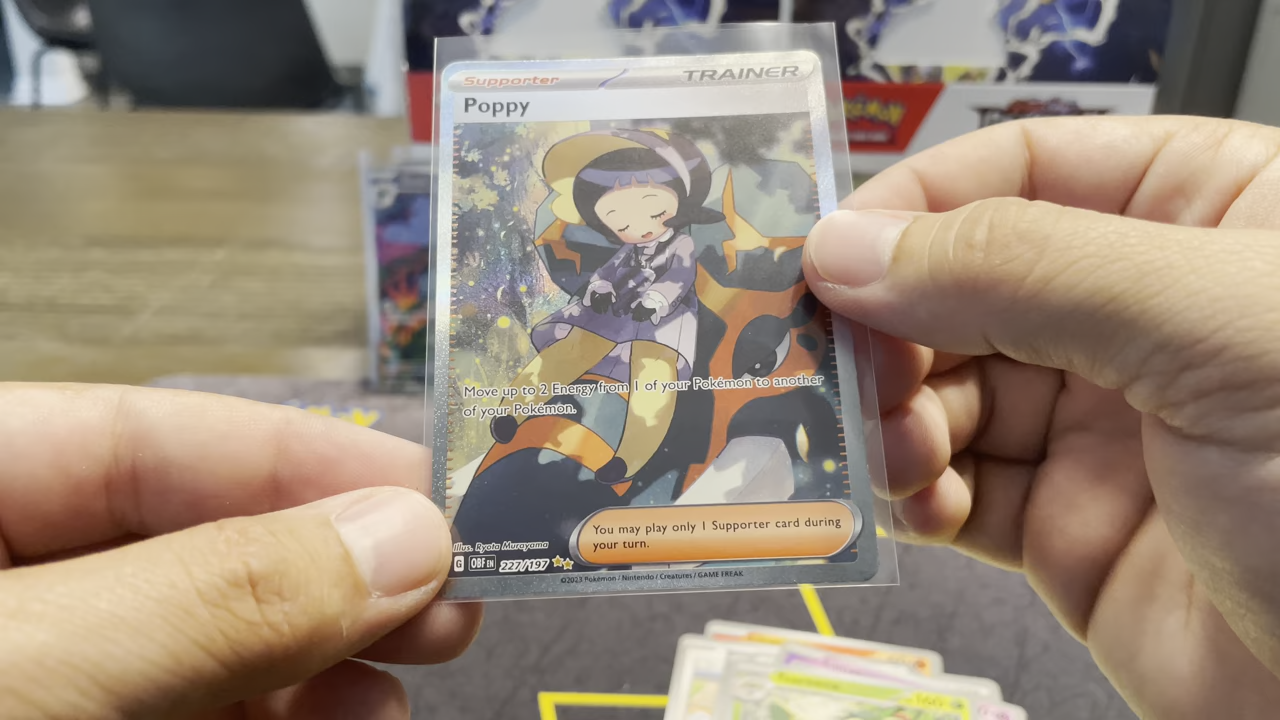 Supporter
TRAINER
Poppy
Pokémon
Move up to 2 Energy from 1 of your Pokémon to another
of your Pokémon.
You may play only 1 Supporter card during
your turn.
Illus. Ryota Murayama
G OBF EN 227/197
©2023 Pokémon / Nintendo / Creatures / GAME FREAK
160